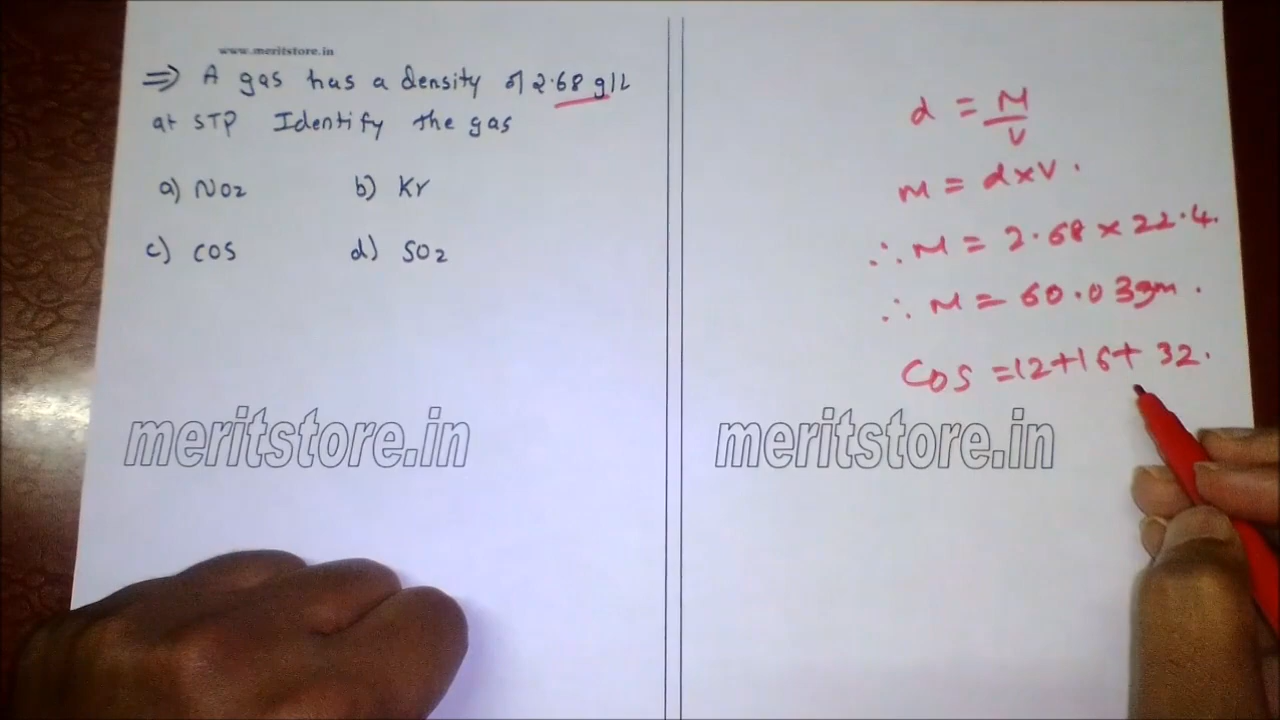 www.meritstore.in
⇒ A gas has a density of 2.68 g/L
at STP Identify the gas
a) NO2 b) Kr
c) COS d) SO2
meritstore.in
d = M/V
M = d×V.
∴ M = 2.68 × 22.4.
∴ M = 60.03gm.
COS = 12+16+ 32.
meritstore.in